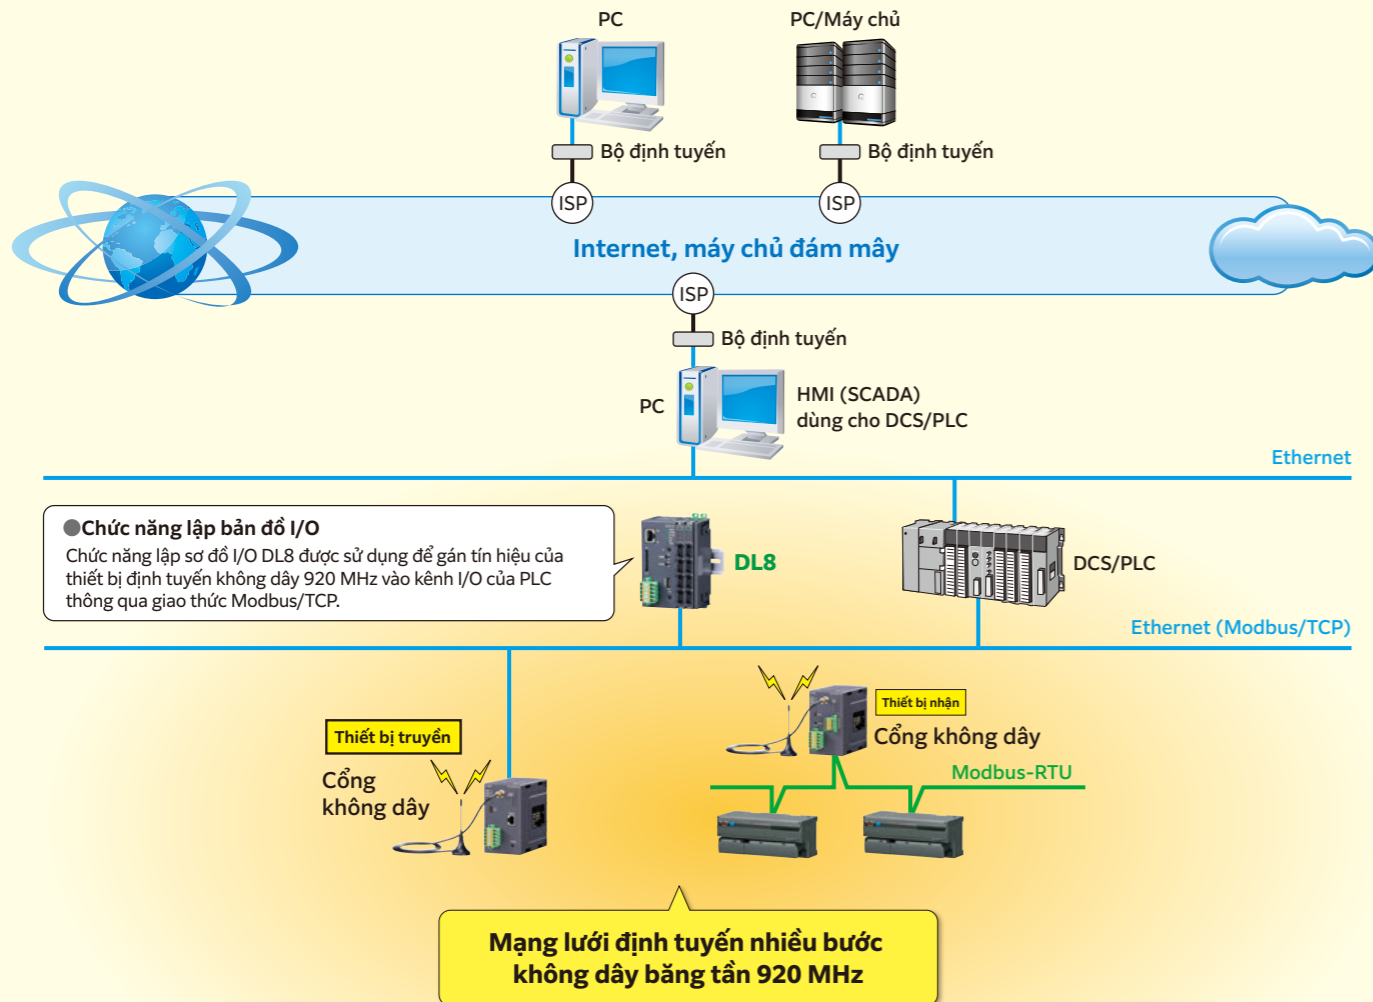 PC
PC/Máy chủ
Bộ định tuyến
Bộ định tuyến
ISP
ISP
Internet, máy chủ đám mây
ISP
Bộ định tuyến
PC
HMI (SCADA)
dùng cho DCS/PLC
Ethernet
●Chức năng lập bản đồ I/O
Chức năng lập sơ đồ I/O DL8 được sử dụng để gán tín hiệu của
thiết bị định tuyến không dây 920 MHz vào kênh I/O của PLC
thông qua giao thức Modbus/TCP.
DL8
DCS/PLC
Ethernet (Modbus/TCP)
Thiết bị truyền
Cổng
không dây
Thiết bị nhận
Cổng không dây
Modbus-RTU
Mạng lưới định tuyến nhiều bước
không dây băng tần 920 MHz